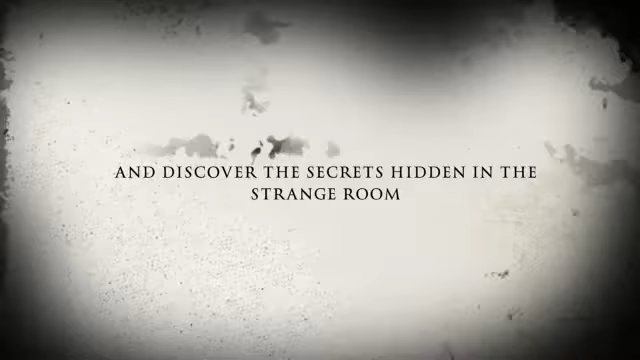 AND DISCOVER THE SECRETS HIDDEN IN THE
STRANGE ROOM